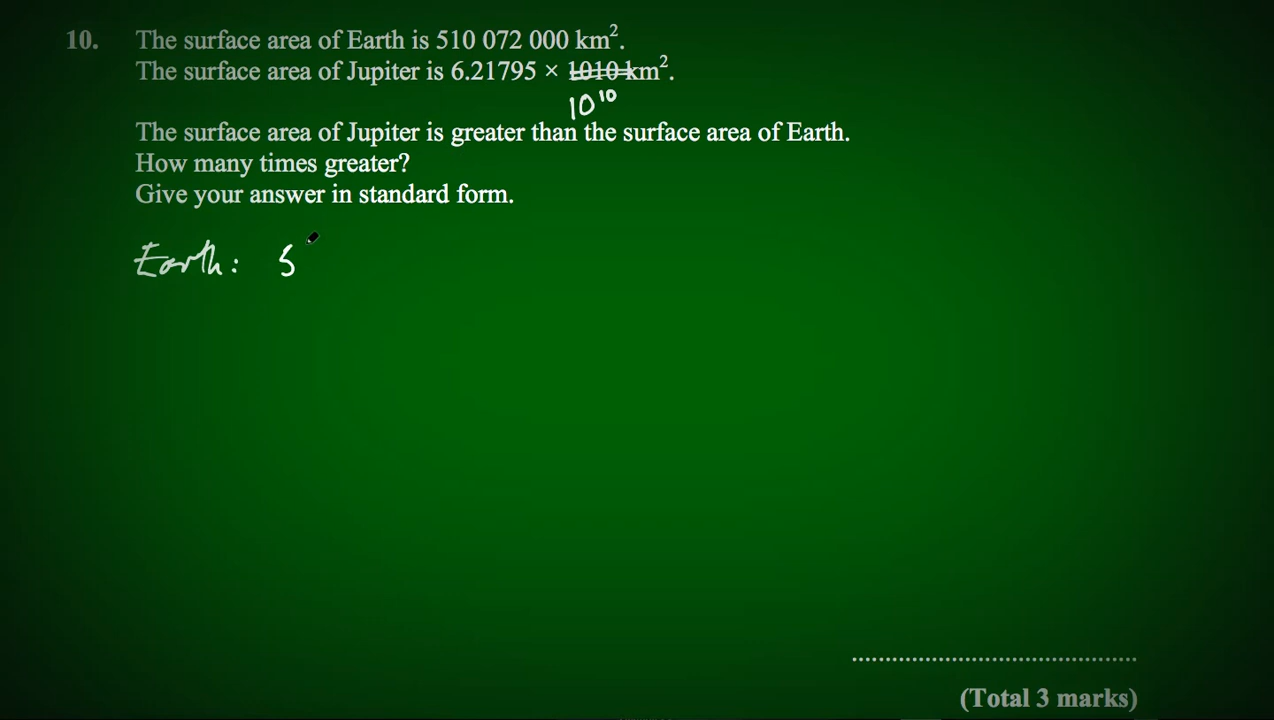 10. The surface area of Earth is 510 072 000 km².
The surface area of Jupiter is 6.21795 × 1010 km².
10¹⁰
The surface area of Jupiter is greater than the surface area of Earth.
How many times greater?
Give your answer in standard form.
Earth: 5
(Total 3 marks)